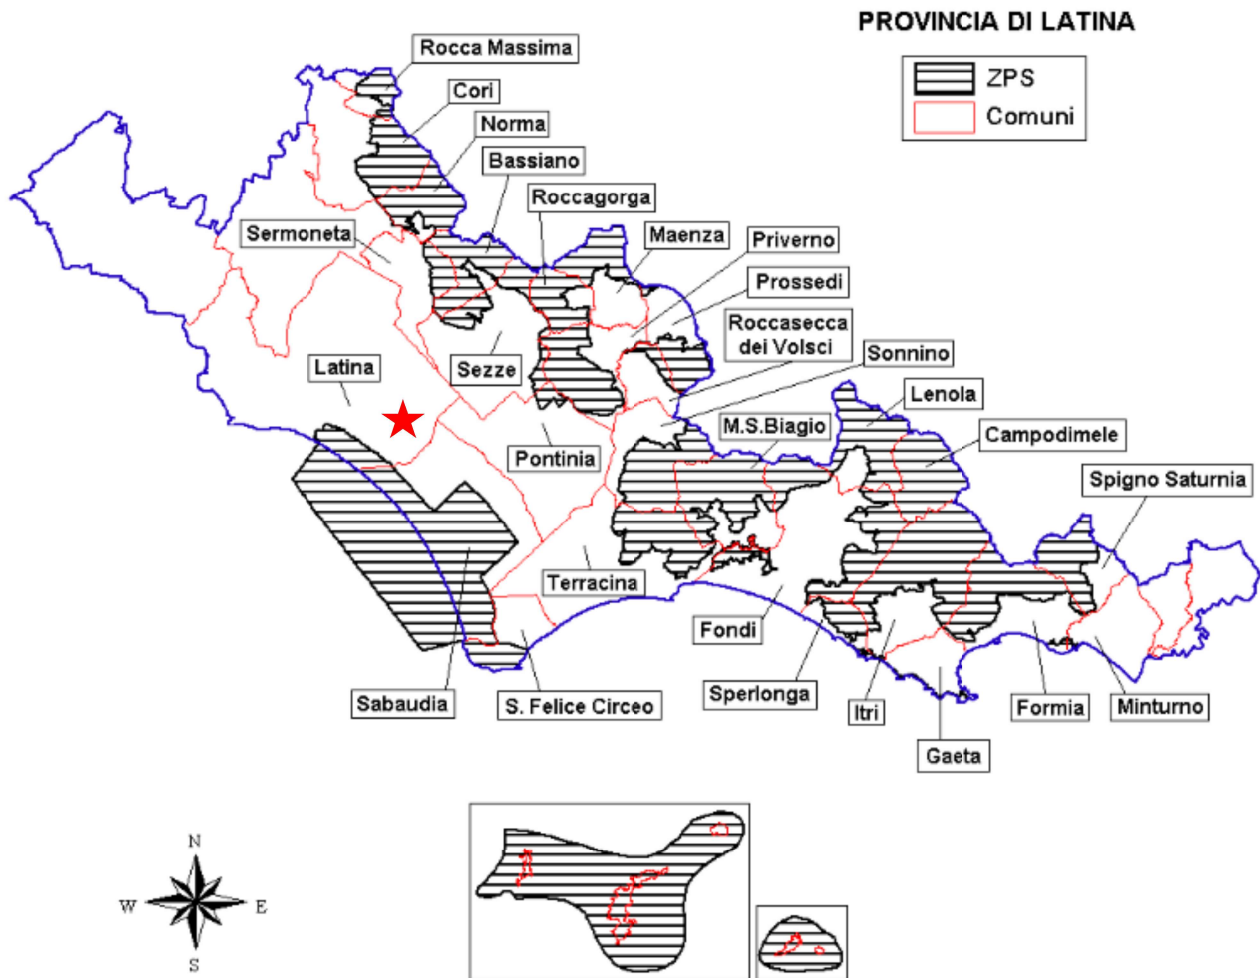 PROVINCIA DI LATINA
ZPS
Comuni
Rocca Massima
Cori
Norma
Bassiano
Roccagorga
Sermoneta
Maenza
Priverno
Prossedi
Roccasecca
dei Volsci
Sonnino
Latina
Sezze
Lenola
M.S.Biagio
Campodimele
Pontinia
Spigno Saturnia
Terracina
Fondi
Sabaudia
S. Felice Circeo
Sperlonga
Itri
Formia
Minturno
Gaeta
N
W
E
S